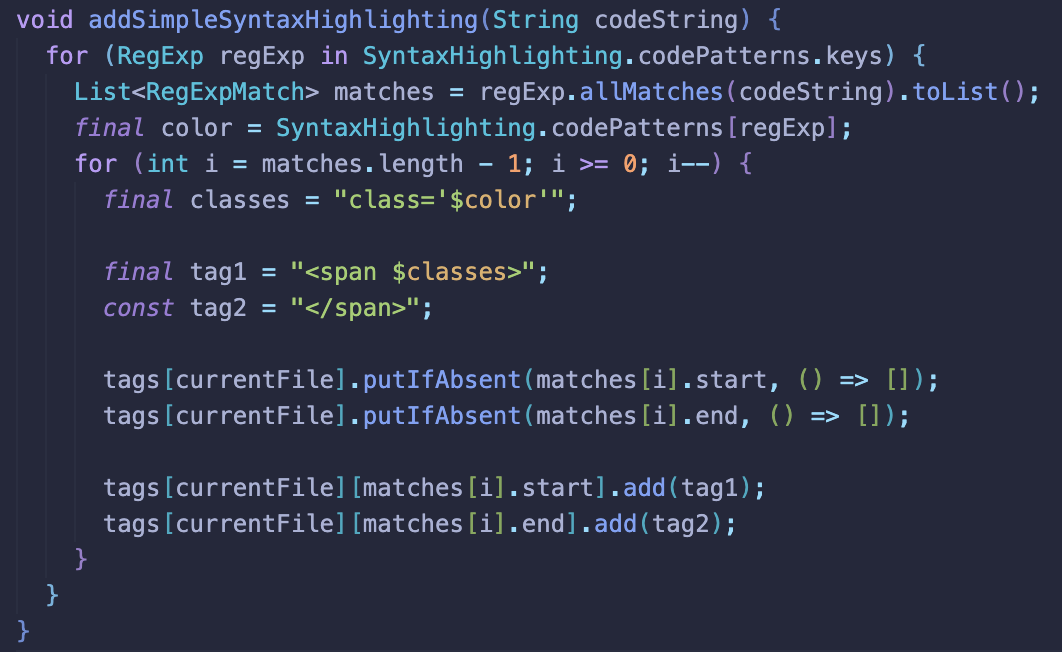 void addSimpleSyntaxHighlighting(String codeString) {
  for (RegExp regExp in SyntaxHighlighting.codePatterns.keys) {
    List<RegExpMatch> matches = regExp.allMatches(codeString).toList();
    final color = SyntaxHighlighting.codePatterns[regExp];
    for (int i = matches.length - 1; i >= 0; i--) {
      final classes = "class='$color'";

      final tag1 = "<span $classes>";
      const tag2 = "</span>";

      tags[currentFile].putIfAbsent(matches[i].start, () => []);
      tags[currentFile].putIfAbsent(matches[i].end, () => []);

      tags[currentFile][matches[i].start].add(tag1);
      tags[currentFile][matches[i].end].add(tag2);
    }
  }
}